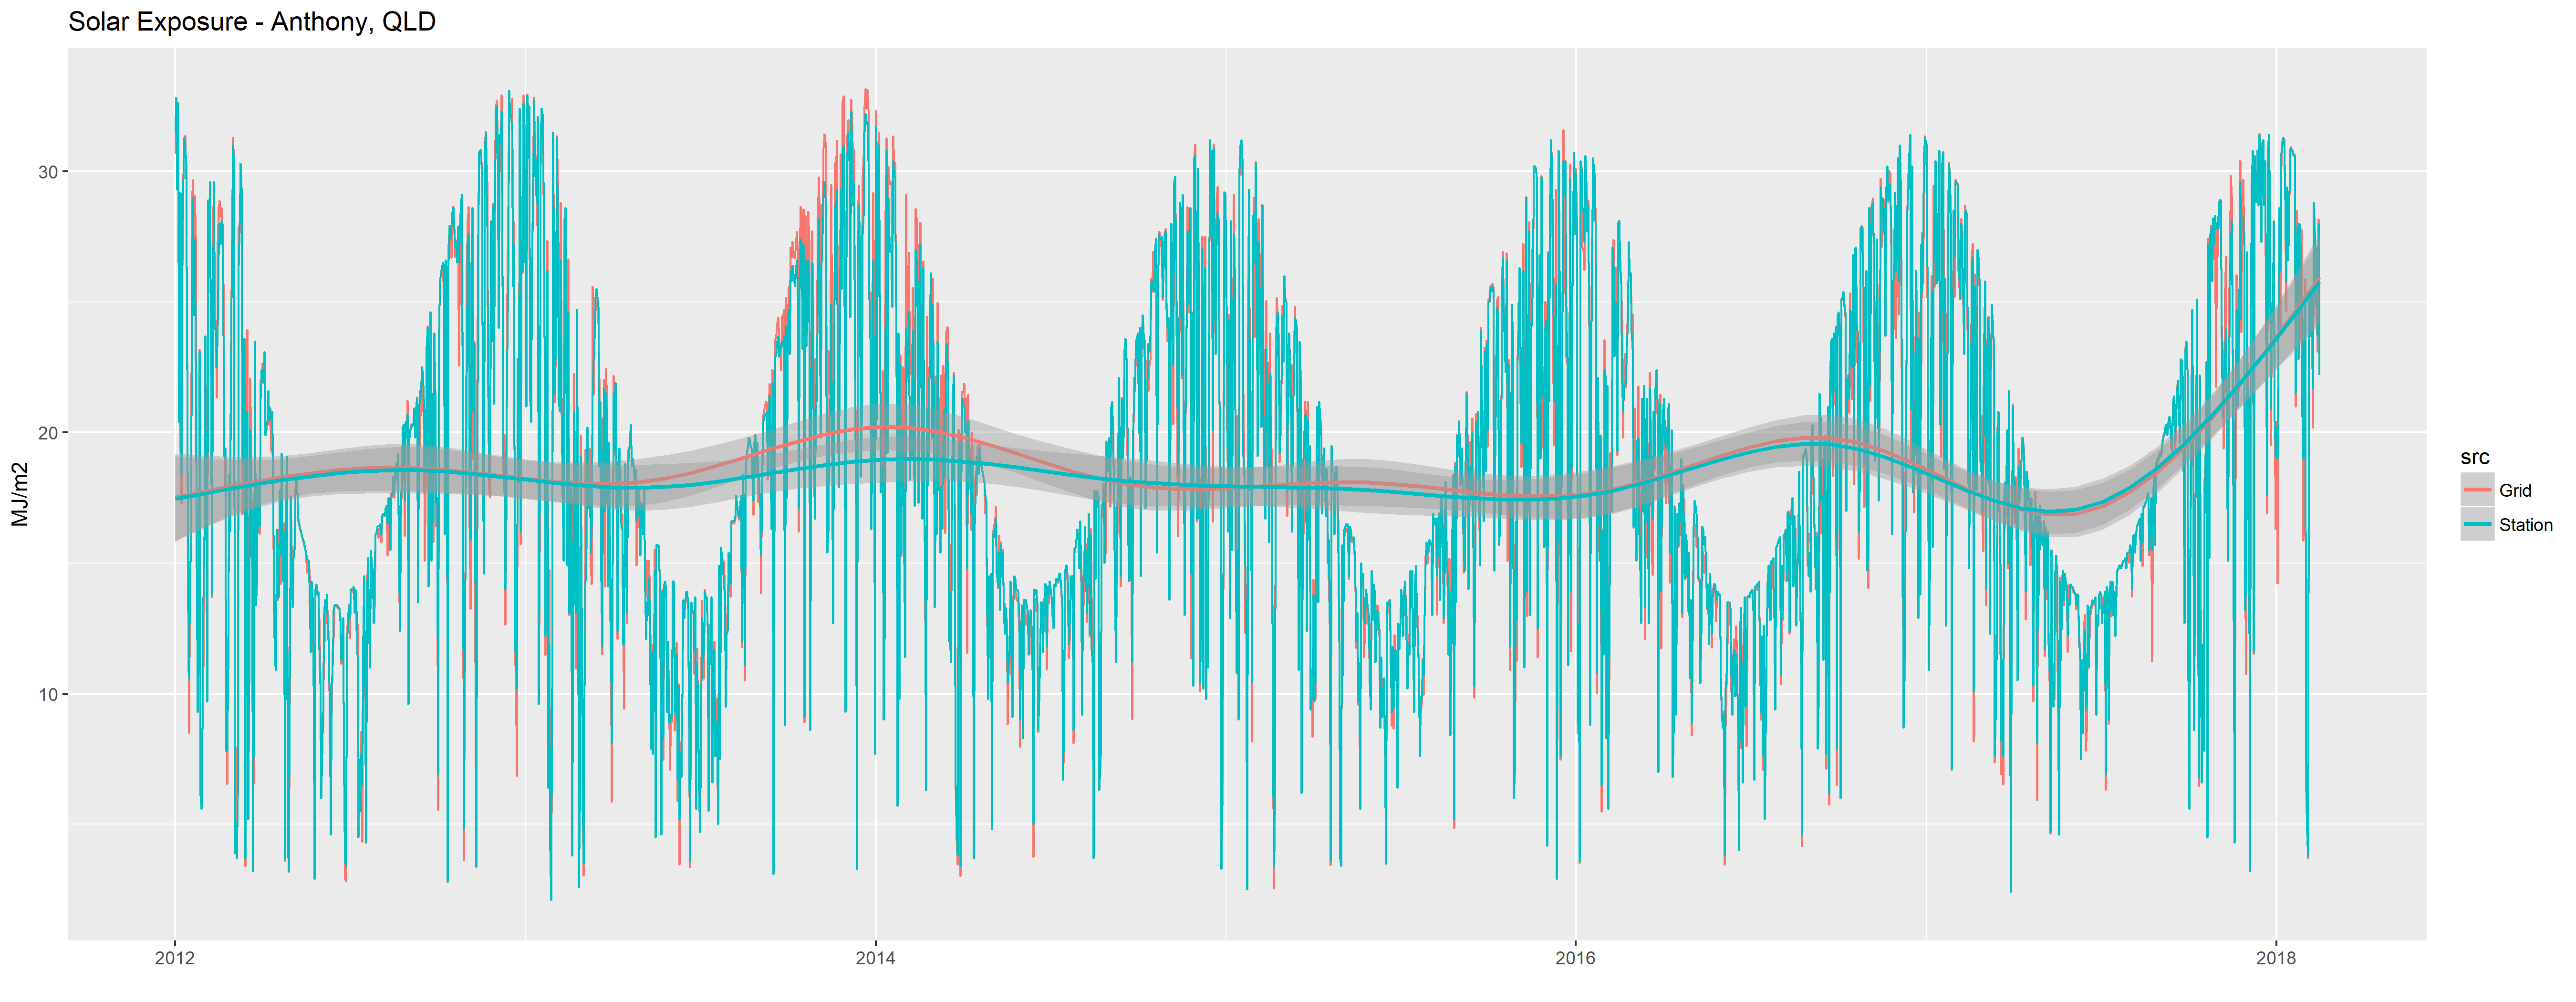 Solar Exposure - Anthony, QLD
MJ/m2
30
20
10
2012
2014
2016
2018
src
Grid
Station